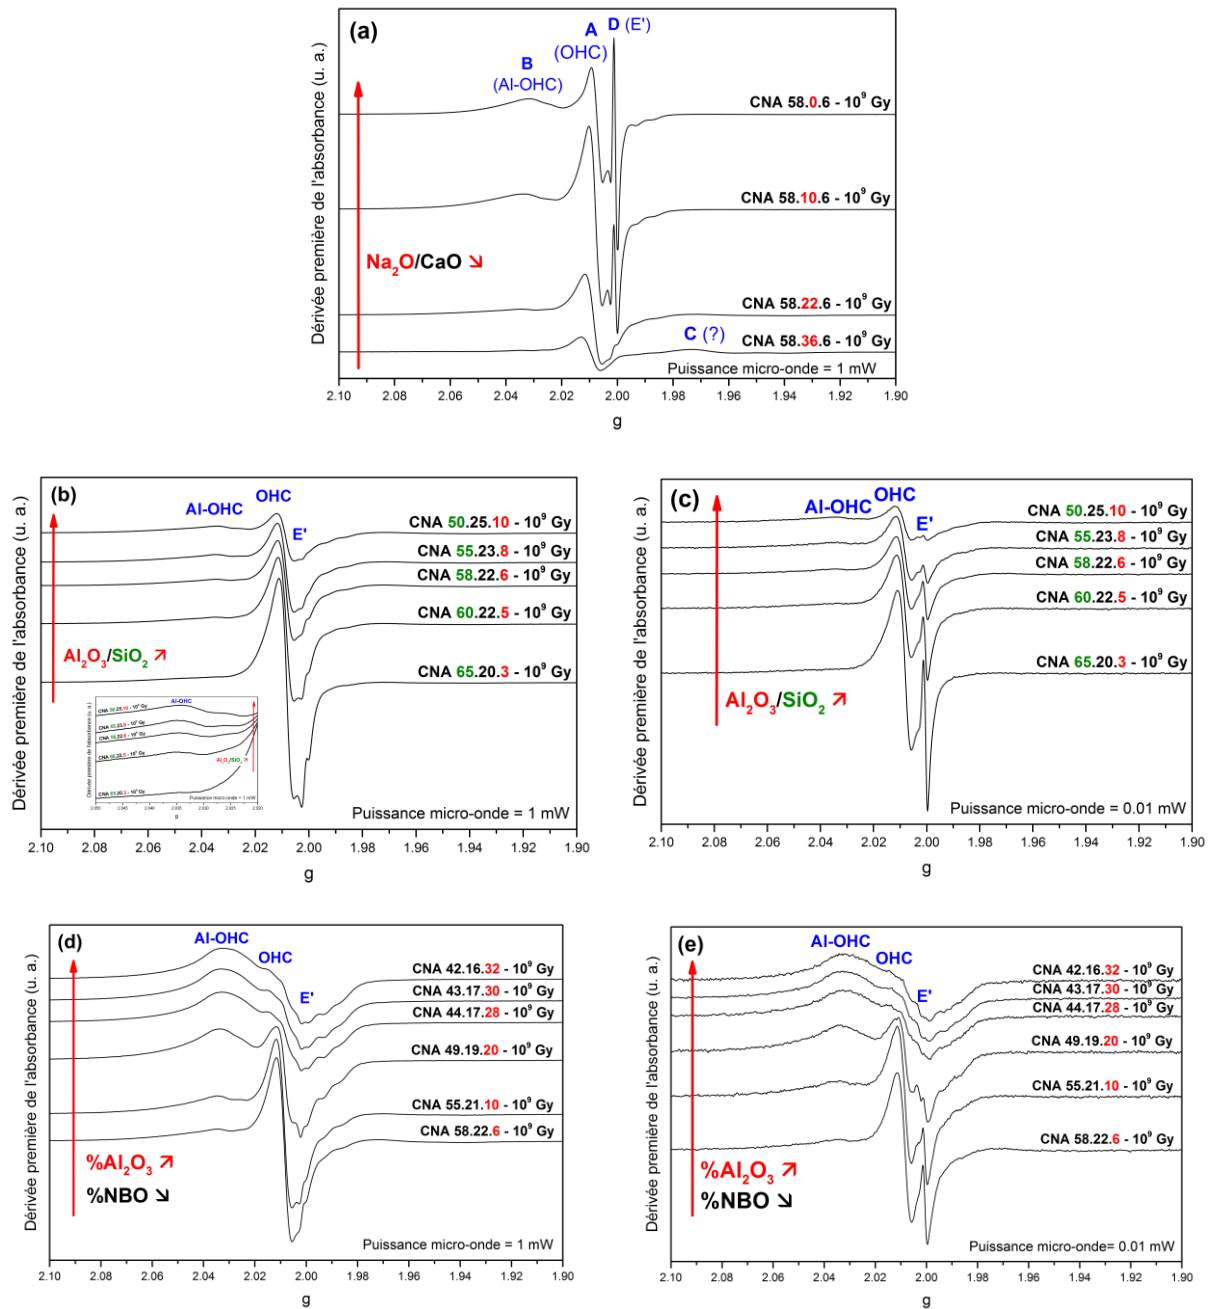 (a)
D (E')
A
(OHC)
B
(Al-OHC)
CNA 58.0.6 - 10⁹ Gy
CNA 58.10.6 - 10⁹ Gy
Na₂O/CaO ↘
CNA 58.22.6 - 10⁹ Gy
CNA 58.36.6 - 10⁹ Gy
C (?)
Puissance micro-onde = 1 mW
Dérivée première de l'absorbance (u. a.)
2.10 2.08 2.06 2.04 2.02 2.00 1.98 1.96 1.94 1.92 1.90
g
(b)
OHC
Al-OHC
E'
CNA 50.25.10 - 10⁹ Gy
CNA 55.23.8 - 10⁹ Gy
CNA 58.22.6 - 10⁹ Gy
CNA 60.22.5 - 10⁹ Gy
Al₂O₃/SiO₂ ↗
CNA 65.20.3 - 10⁹ Gy
Al-OHC
Al₂O₃/SiO₂ ↗
Puissance micro-onde = 1 mW
Dérivée première de l'absorbance (u. a.)
g
Puissance micro-onde = 1 mW
Dérivée première de l'absorbance (u. a.)
2.10 2.08 2.06 2.04 2.02 2.00 1.98 1.96 1.94 1.92 1.90
g
(c)
OHC
Al-OHC
E'
CNA 50.25.10 - 10⁹ Gy
CNA 55.23.8 - 10⁹ Gy
CNA 58.22.6 - 10⁹ Gy
CNA 60.22.5 - 10⁹ Gy
CNA 65.20.3 - 10⁹ Gy
Al₂O₃/SiO₂ ↗
Puissance micro-onde = 0.01 mW
Dérivée première de l'absorbance (u. a.)
2.10 2.08 2.06 2.04 2.02 2.00 1.98 1.96 1.94 1.92 1.90
g
(d)
Al-OHC
OHC
E'
CNA 42.16.32 - 10⁹ Gy
CNA 43.17.30 - 10⁹ Gy
CNA 44.17.28 - 10⁹ Gy
CNA 49.19.20 - 10⁹ Gy
CNA 55.21.10 - 10⁹ Gy
CNA 58.22.6 - 10⁹ Gy
%Al₂O₃ ↗
%NBO ↘
Puissance micro-onde = 1 mW
Dérivée première de l'absorbance (u. a.)
2.10 2.08 2.06 2.04 2.02 2.00 1.98 1.96 1.94 1.92 1.90
g
(e)
Al-OHC
OHC
E'
CNA 42.16.32 - 10⁹ Gy
CNA 43.17.30 - 10⁹ Gy
CNA 44.17.28 - 10⁹ Gy
CNA 49.19.20 - 10⁹ Gy
CNA 55.21.10 - 10⁹ Gy
CNA 58.22.6 - 10⁹ Gy
%Al₂O₃ ↗
%NBO ↘
Puissance micro-onde= 0.01 mW
Dérivée première de l'absorbance (u. a.)
2.10 2.08 2.06 2.04 2.02 2.00 1.98 1.96 1.94 1.92 1.90
g